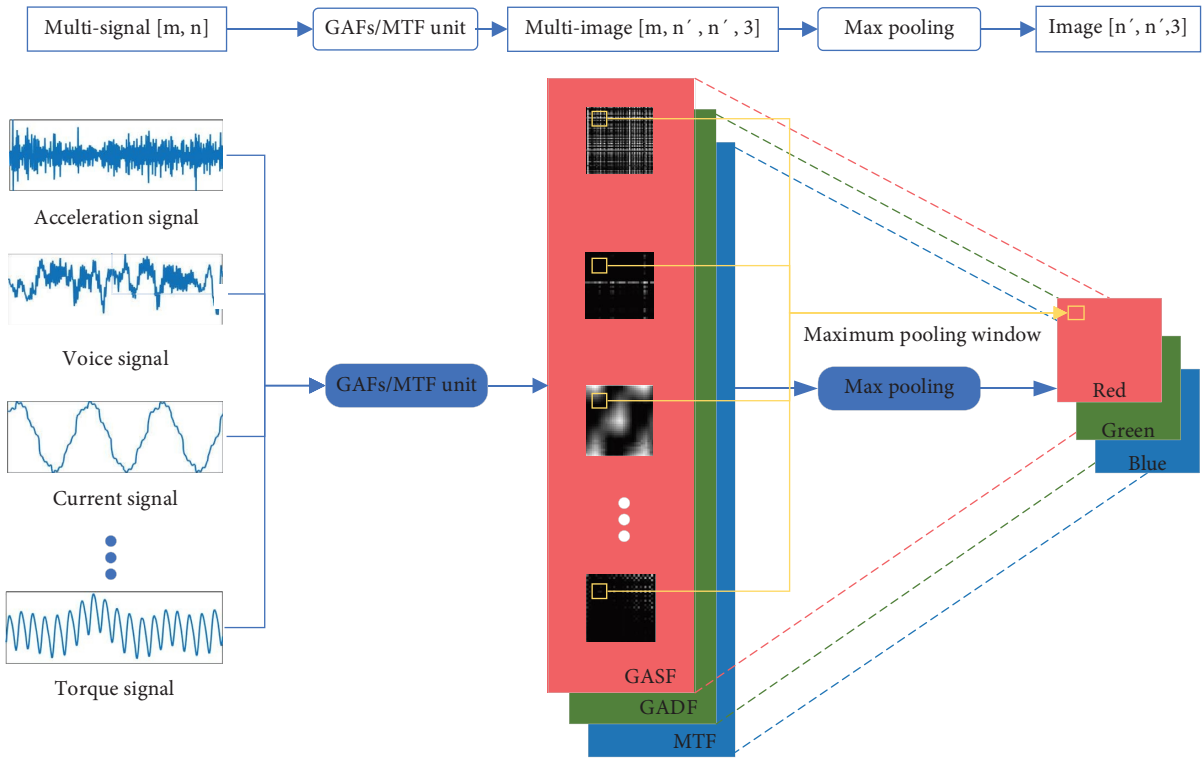 Multi-signal [m, n]
GAFs/MTF unit
Multi-image [m, n´, n´, 3]
Max pooling
Image [n´, n´,3]
Acceleration signal
Voice signal
Current signal
Torque signal
GAFs/MTF unit
GASF
GADF
MTF
Maximum pooling window
Max pooling
Red
Green
Blue